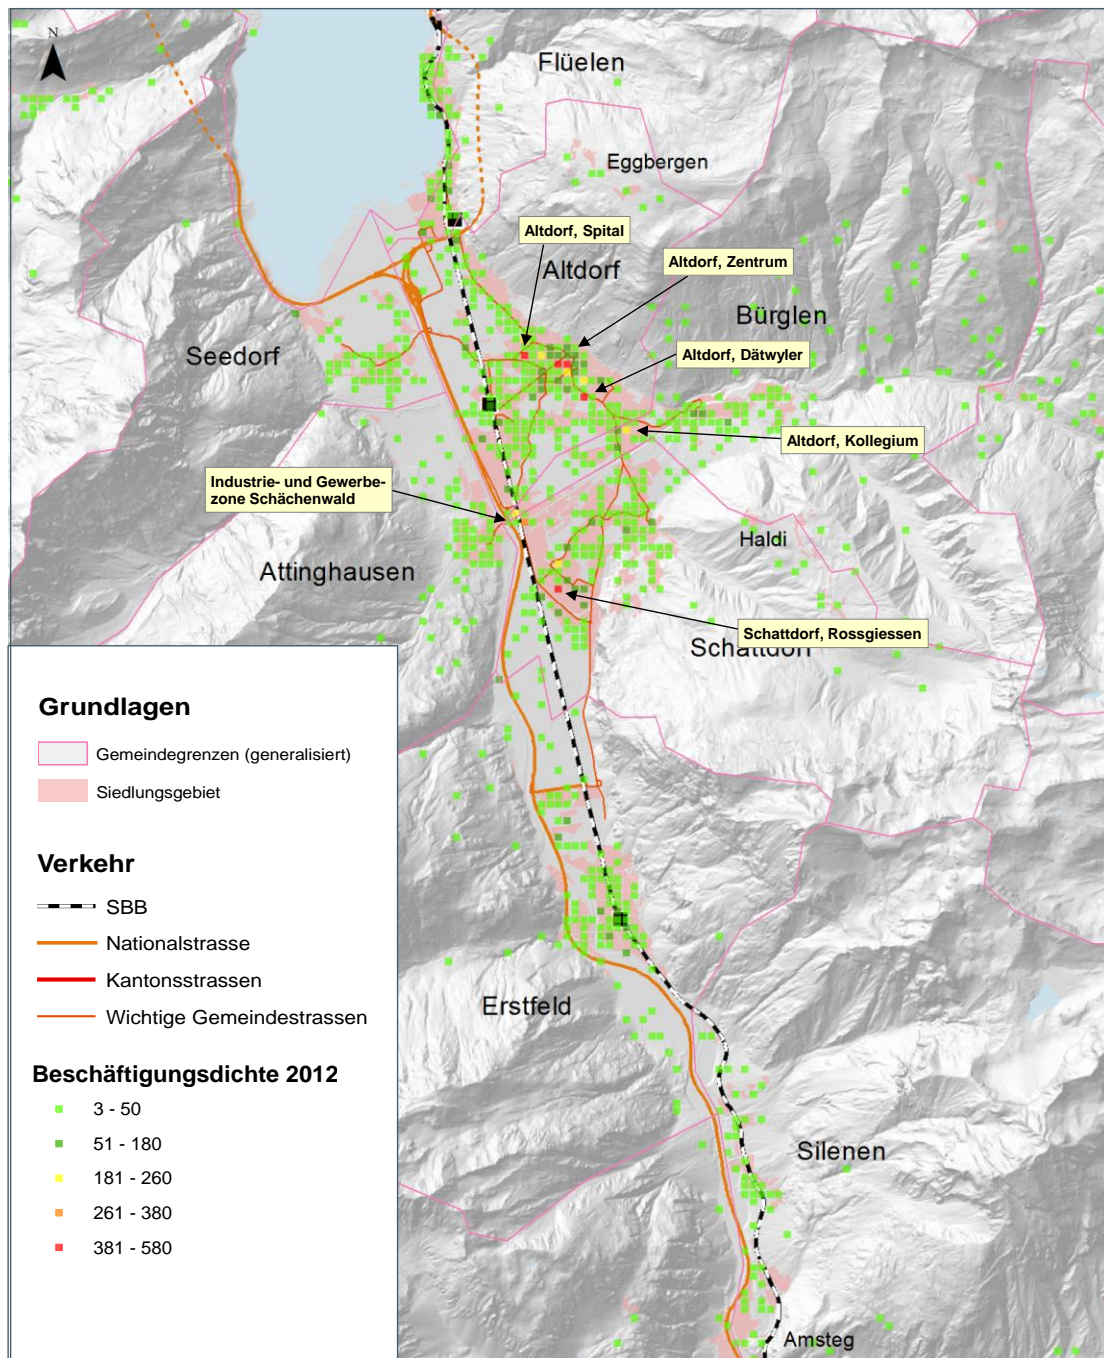 N
Flüelen
Eggbergen
Altdorf, Spital
Altdorf
Altdorf, Zentrum
Bürglen
Seedorf
Altdorf, Dätwyler
Altdorf, Kollegium
Industrie- und Gewerbe-
zone Schächenwald
Haldi
Attinghausen
Schattdorf, Rossgiessen
Schattdorf
Grundlagen
Gemeindegrenzen (generalisiert)
Siedlungsgebiet
Verkehr
SBB
Nationalstrasse
Kantonsstrassen
Wichtige Gemeindestrassen
Erstfeld
Beschäftigungsdichte 2012
3 - 50
51 - 180
181 - 260
261 - 380
381 - 580
Silenen
Amsteg